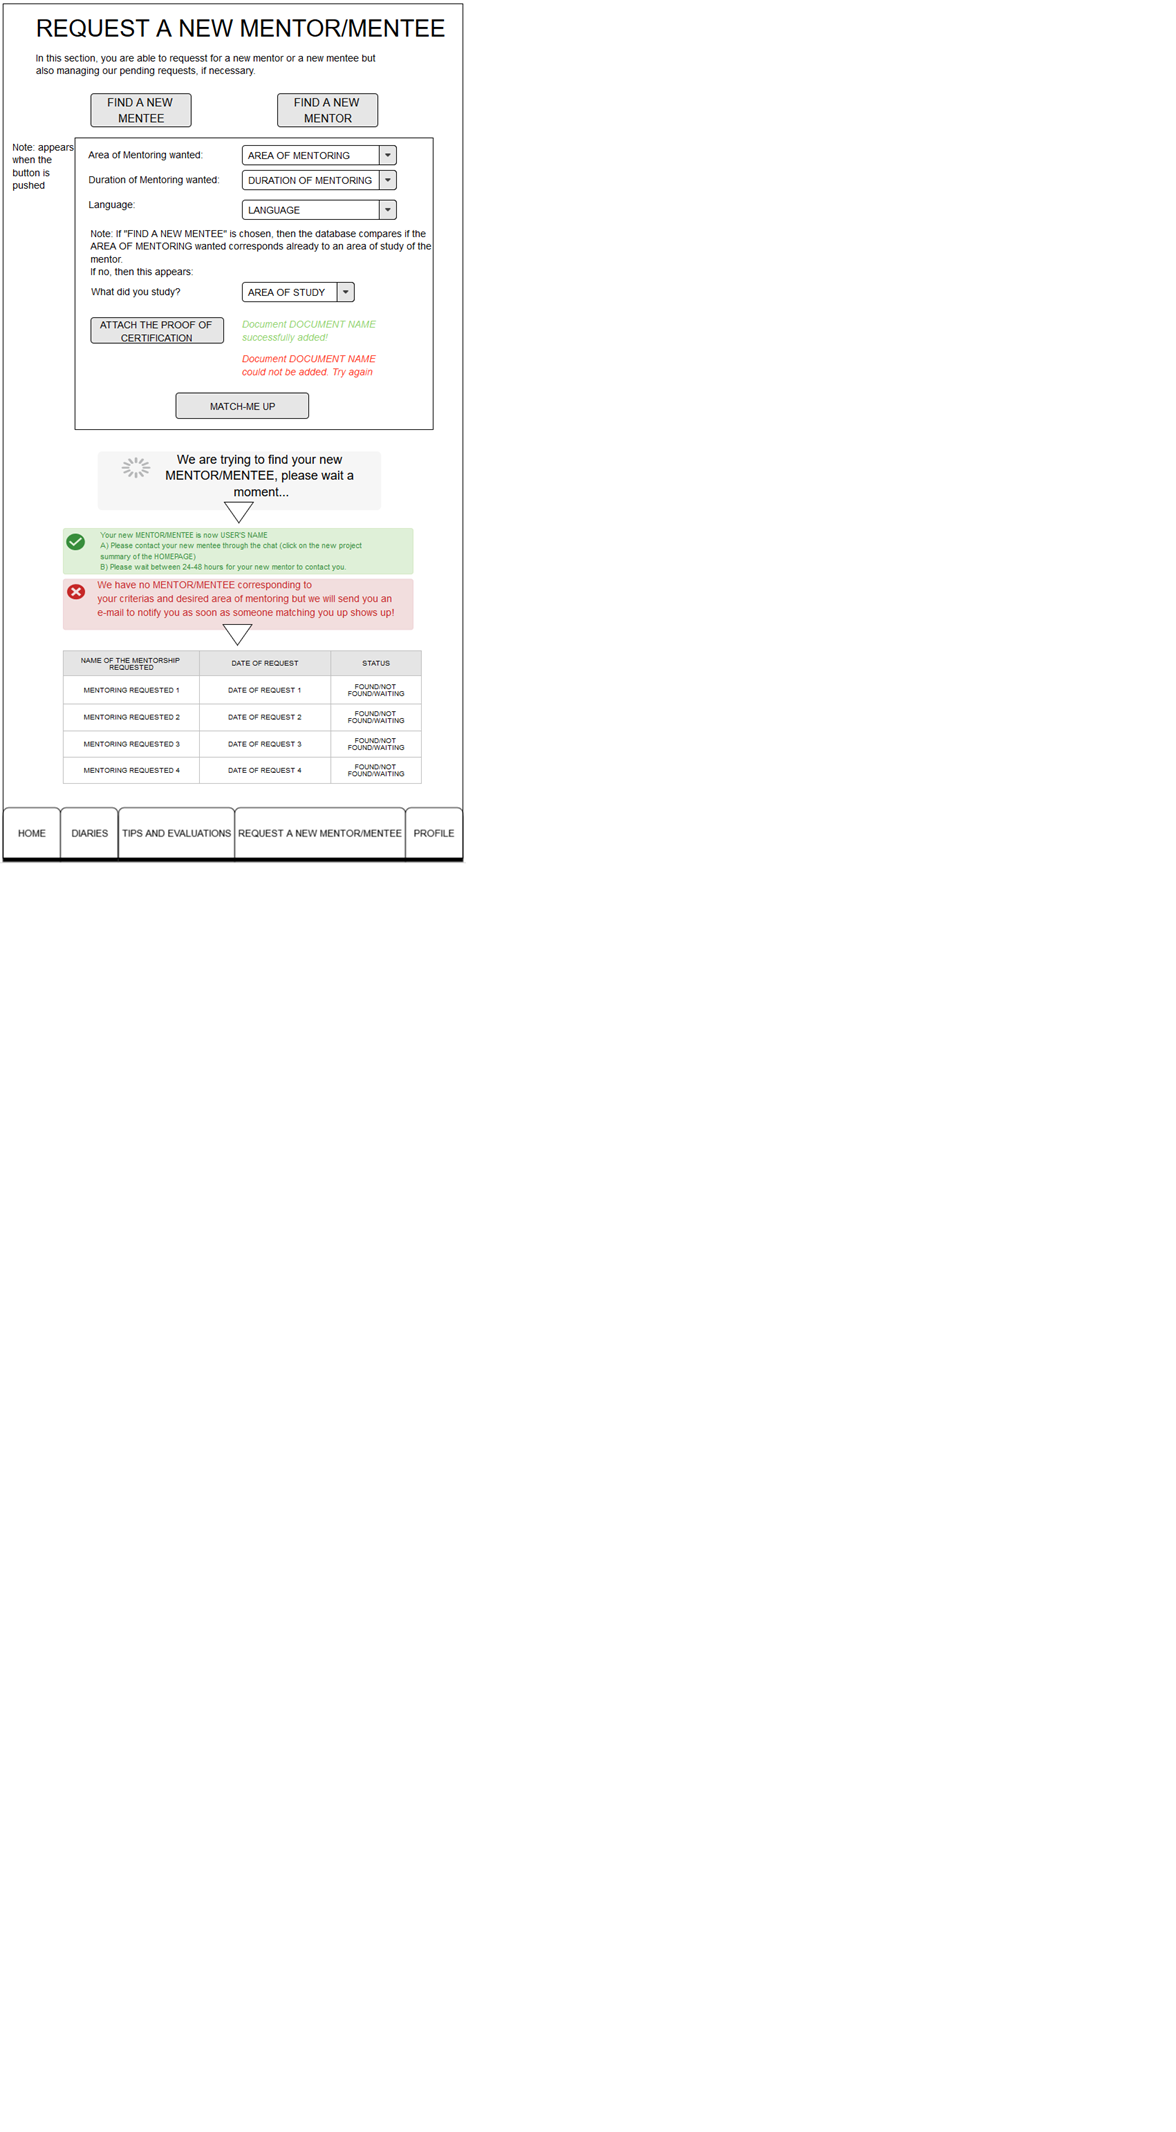 REQUEST A NEW MENTOR/MENTEE
In this section, you are able to requesst for a new mentor or a new mentee but
also managing our pending requests, if necessary.
FIND A NEW
MENTEE
FIND A NEW
MENTOR
Note: appears
when the
button is
pushed
Area of Mentoring wanted:
AREA OF MENTORING
Duration of Mentoring wanted:
DURATION OF MENTORING
Language:
LANGUAGE
Note: If "FIND A NEW MENTEE" is chosen, then the database compares if the
AREA OF MENTORING wanted corresponds already to an area of study of the
mentor.
If no, then this appears:
What did you study?
AREA OF STUDY
ATTACH THE PROOF OF
CERTIFICATION
Document DOCUMENT NAME
successfully added!
Document DOCUMENT NAME
could not be added. Try again
MATCH-ME UP
We are trying to find your new
MENTOR/MENTEE, please wait a
moment...
Your new MENTOR/MENTEE is now USER'S NAME
A) Please contact your new mentee through the chat (click on the new project
summary of the HOMEPAGE)
B) Please wait between 24-48 hours for your new mentor to contact you.
We have no MENTOR/MENTEE corresponding to
your criterias and desired area of mentoring but we will send you an
e-mail to notify you as soon as someone matching you up shows up!
NAME OF THE MENTORSHIP
REQUESTED
DATE OF REQUEST
STATUS
MENTORING REQUESTED 1
DATE OF REQUEST 1
FOUND/NOT
FOUND/WAITING
MENTORING REQUESTED 2
DATE OF REQUEST 2
FOUND/NOT
FOUND/WAITING
MENTORING REQUESTED 3
DATE OF REQUEST 3
FOUND/NOT
FOUND/WAITING
MENTORING REQUESTED 4
DATE OF REQUEST 4
FOUND/NOT
FOUND/WAITING
HOME
DIARIES
TIPS AND EVALUATIONS
REQUEST A NEW MENTOR/MENTEE
PROFILE